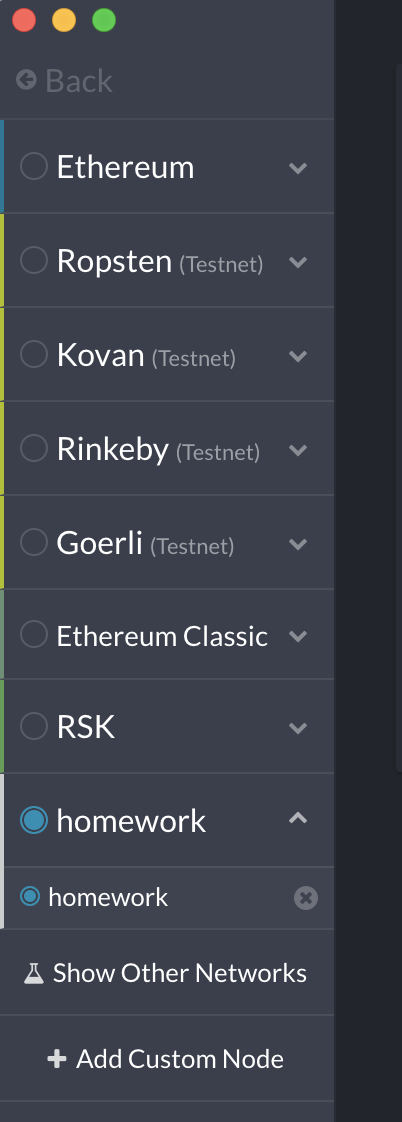 Back
Ethereum
Ropsten (Testnet)
Kovan (Testnet)
Rinkeby (Testnet)
Goerli (Testnet)
Ethereum Classic
RSK
homework
homework
Show Other Networks
Add Custom Node